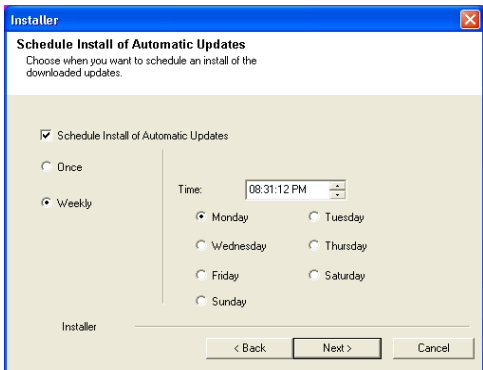 Installer
Schedule Install of Automatic Updates
Choose when you want to schedule an install of the
downloaded updates.
Schedule Install of Automatic Updates
Once
Weekly
Time: 08:31:12 PM
Monday Tuesday
Wednesday Thursday
Friday Saturday
Sunday
Installer
< Back Next > Cancel